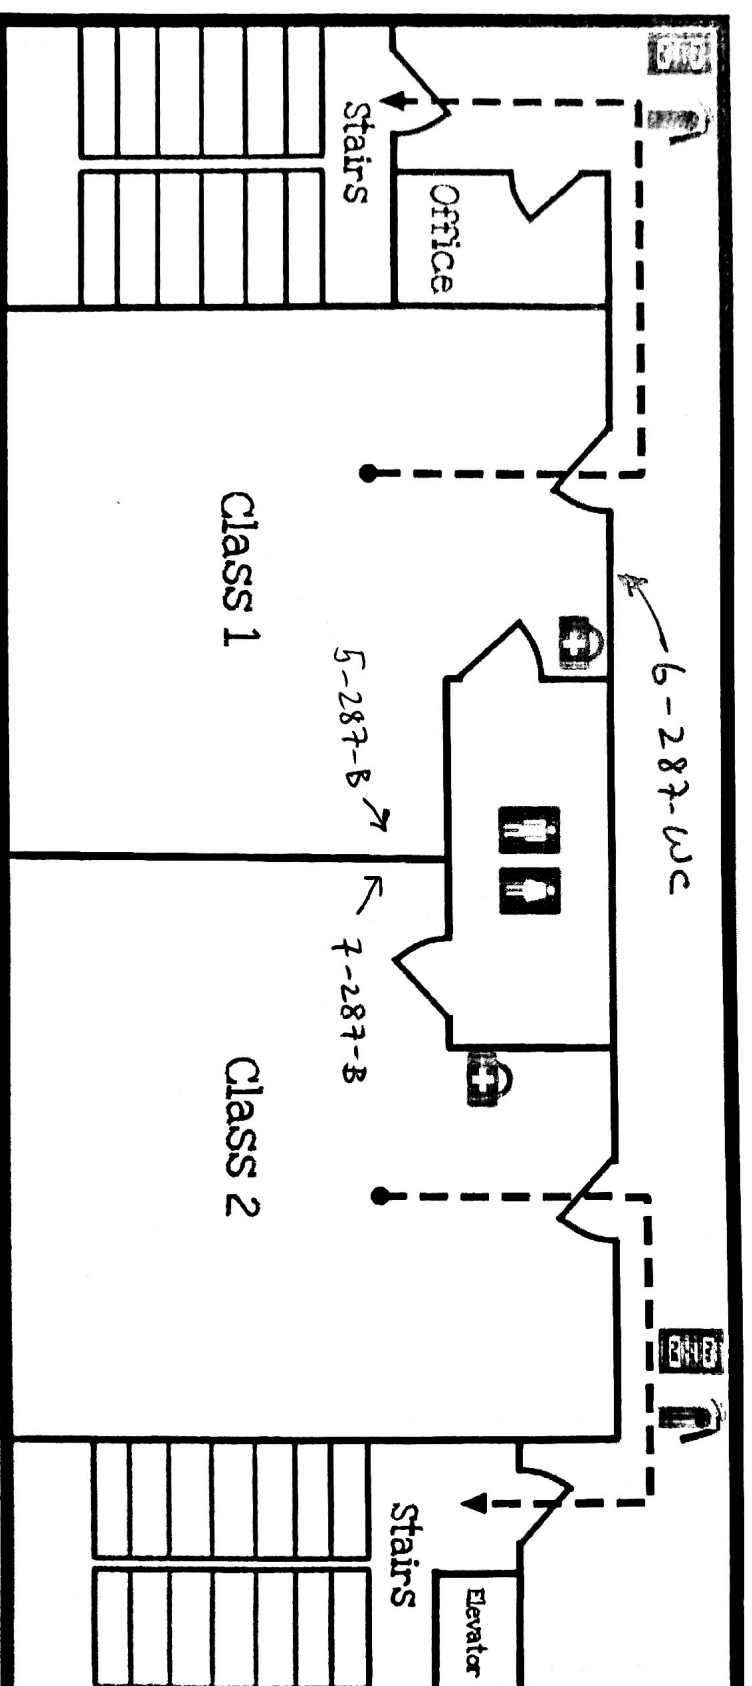 Stairs
Office
Class 1
6-287-WC
5-287-B
7-287-B
Class 2
Stairs
Elevator